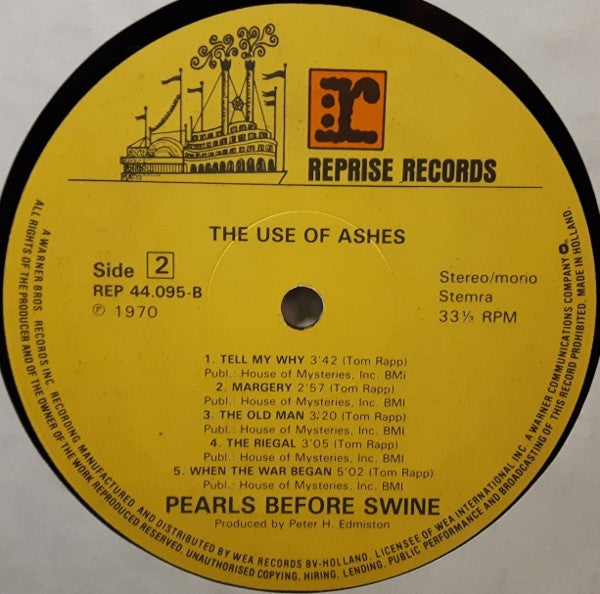 r
REPRISE RECORDS
THE USE OF ASHES
Side 2
REP 44.095-B
℗ 1970
Stereo/mono
Stemra
33⅓ RPM
1. TELL MY WHY 3'42 (Tom Rapp)
Publ.: House of Mysteries, Inc. BMi
2. MARGERY 2'57 (Tom Rapp)
Publ.: House of Mysteries, Inc. BMI
3. THE OLD MAN 3'20 (Tom Rapp)
Publ.: House of Mysteries, Inc. BMI
4. THE RIEGAL 3'05 (Tom Rapp)
Publ.: House of Mysteries, Inc. BMI
5. WHEN THE WAR BEGAN 5'02 (Tom Rapp)
Publ.: House of Mysteries, Inc. BMI
PEARLS BEFORE SWINE
Produced by Peter H. Edmiston
A WARNER BROS. RECORDS INC. RECORDING MANUFACTURED AND DISTRIBUTED BY WEA RECORDS BV-HOLLAND. LICENSEE OF WEA INTERNATIONAL INC. A WARNER COMMUNICATIONS COMPANY
ALL RIGHTS OF THE PRODUCER AND OF THE OWNER OF THE WORK REPRODUCED RESERVED. UNAUTHORISED COPYING, HIRING, LENDING, PUBLIC PERFORMANCE AND BROADCASTING OF THIS RECORD PROHIBITED. MADE IN HOLLAND.